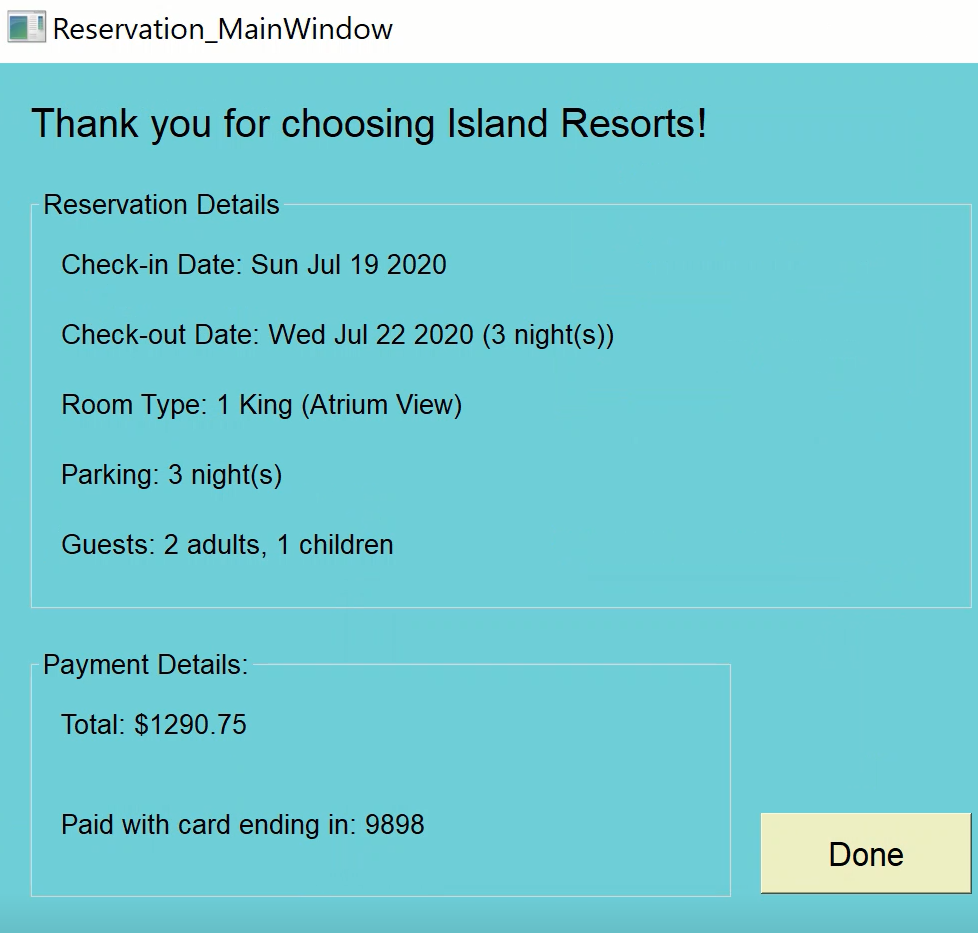 Reservation_MainWindow
Thank you for choosing Island Resorts!
Reservation Details
Check-in Date: Sun Jul 19 2020
Check-out Date: Wed Jul 22 2020 (3 night(s))
Room Type: 1 King (Atrium View)
Parking: 3 night(s)
Guests: 2 adults, 1 children
Payment Details:
Total: $1290.75
Paid with card ending in: 9898
Done